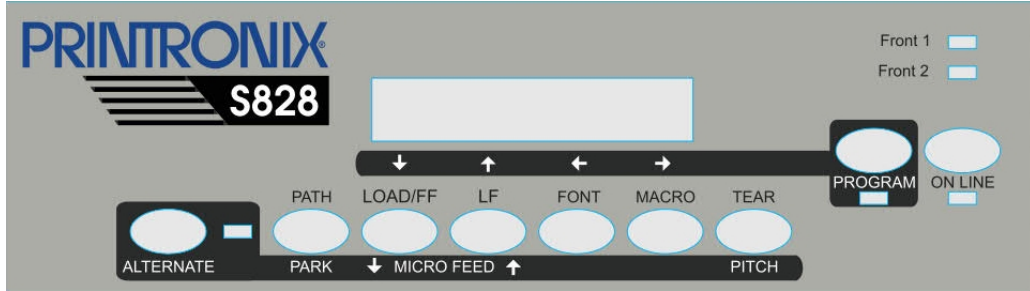 PRINTRONIX®
S828
Front 1
Front 2
↓ ↑ ← →
PROGRAM ON LINE
PATH LOAD/FF LF FONT MACRO TEAR
ALTERNATE PARK ↓ MICRO FEED ↑ PITCH